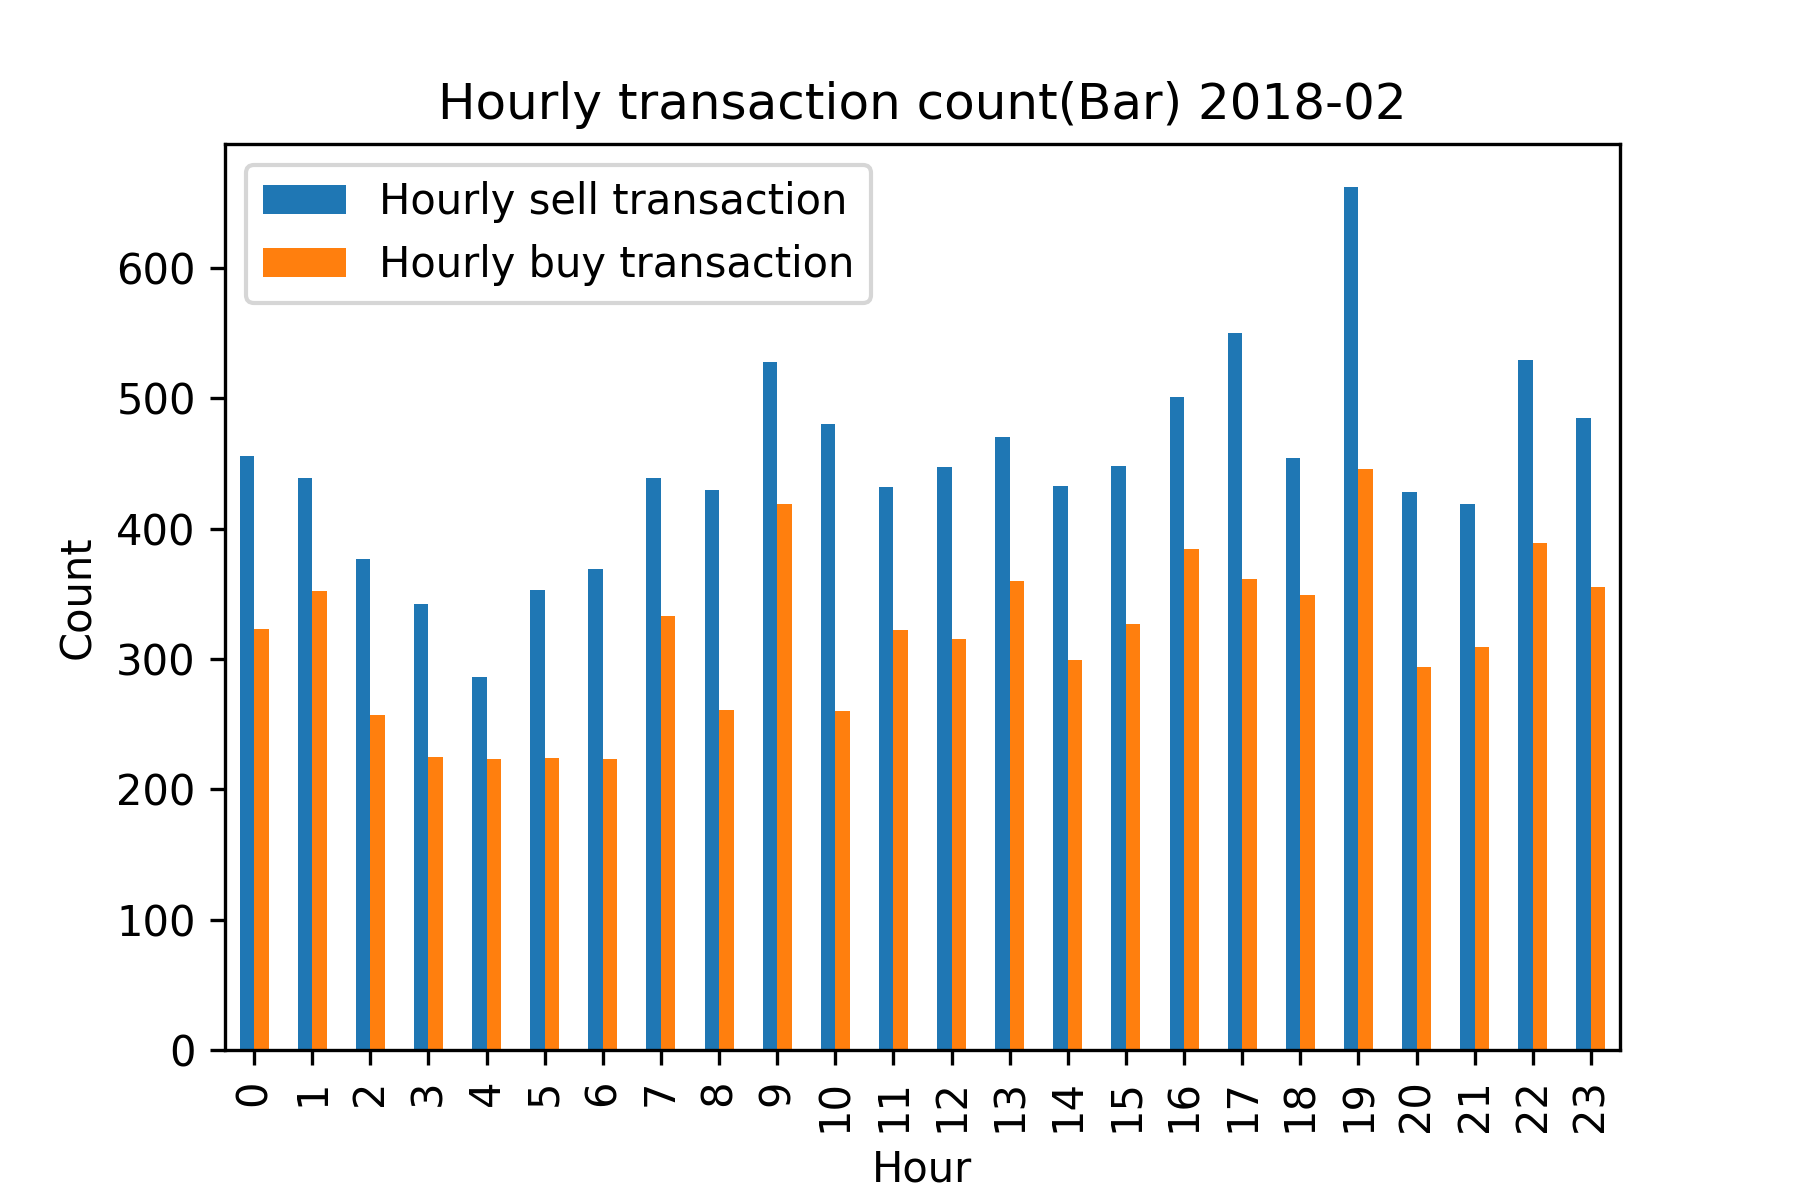 Hourly transaction count(Bar) 2018-02
Hourly sell transaction
Hourly buy transaction
600
500
400
300
200
100
0
Count
0 1 2 3 4 5 6 7 8 9 10 11 12 13 14 15 16 17 18 19 20 21 22 23
Hour